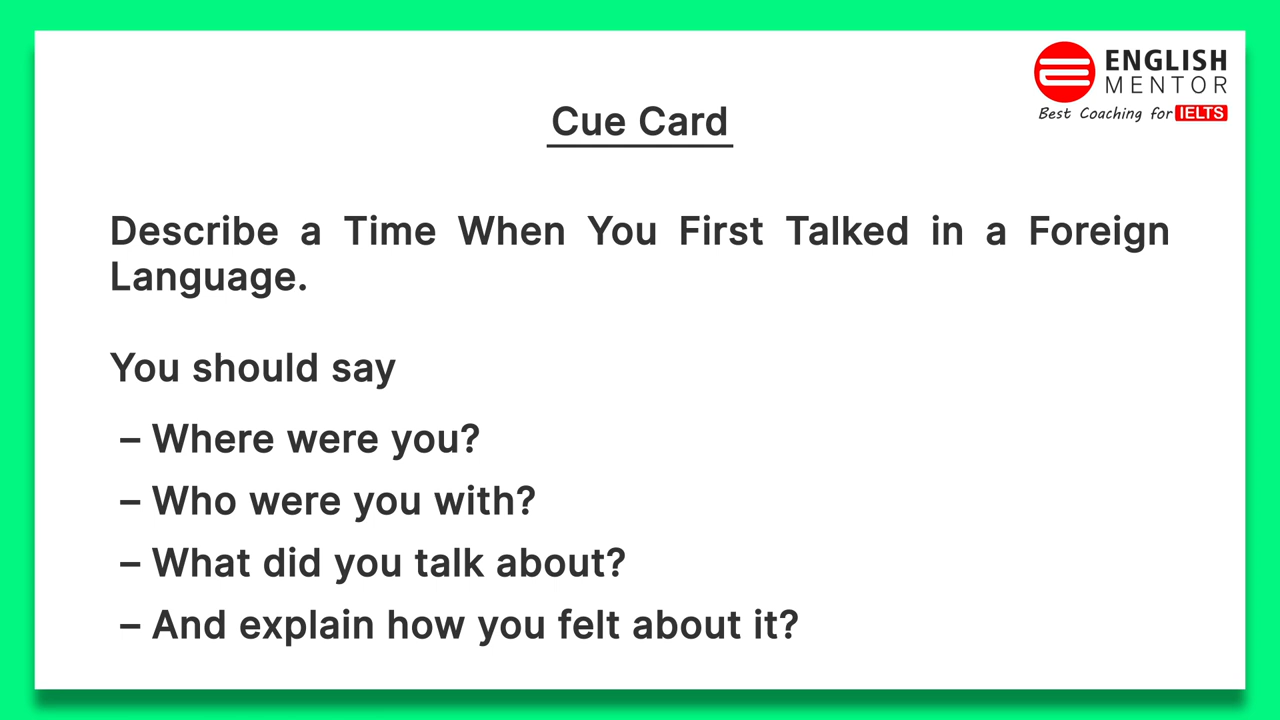 ENGLISH
MENTOR
Best Coaching for IELTS
Cue Card
Describe a Time When You First Talked in a Foreign
Language.
You should say
– Where were you?
– Who were you with?
– What did you talk about?
– And explain how you felt about it?